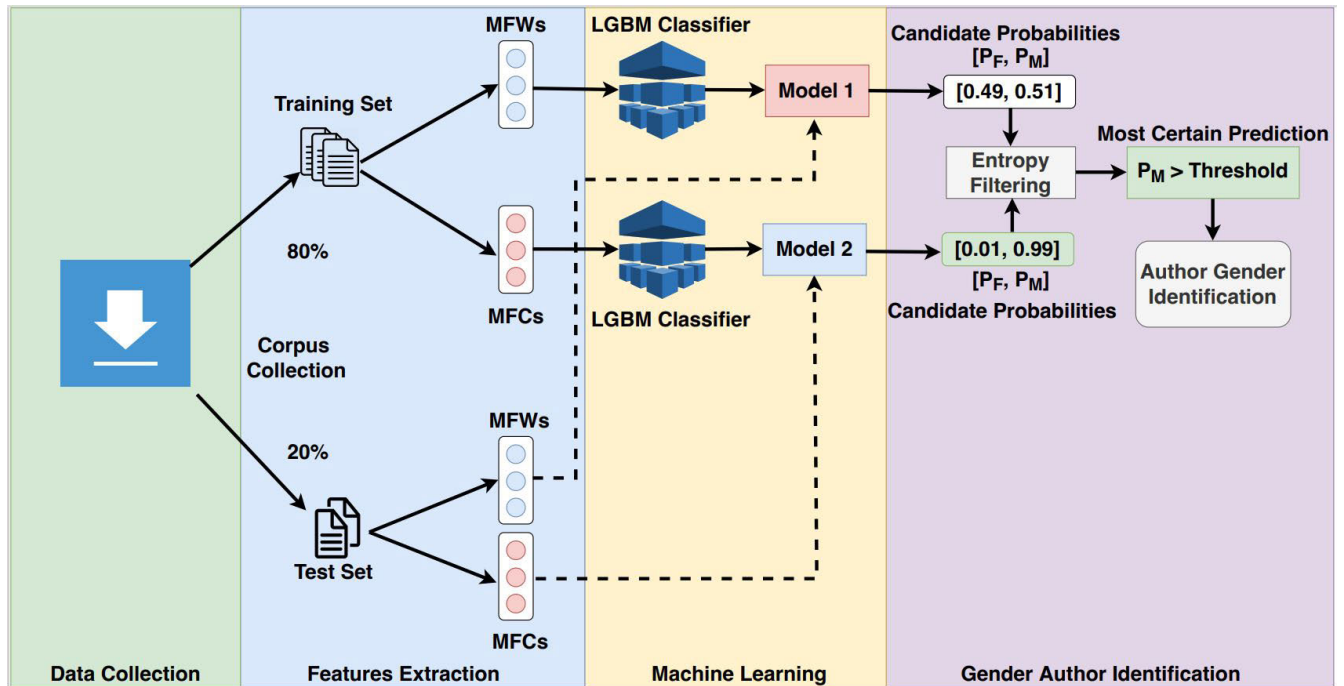 MFWs
LGBM Classifier
Candidate Probabilities
[PF, PM]
Training Set
Model 1
[0.49, 0.51]
Most Certain Prediction
Entropy
Filtering
PM > Threshold
80%
Model 2
[0.01, 0.99]
[PF, PM]
Candidate Probabilities
Author Gender
Identification
MFCs
LGBM Classifier
Corpus
Collection
MFWs
20%
Test Set
MFCs
Data Collection
Features Extraction
Machine Learning
Gender Author Identification